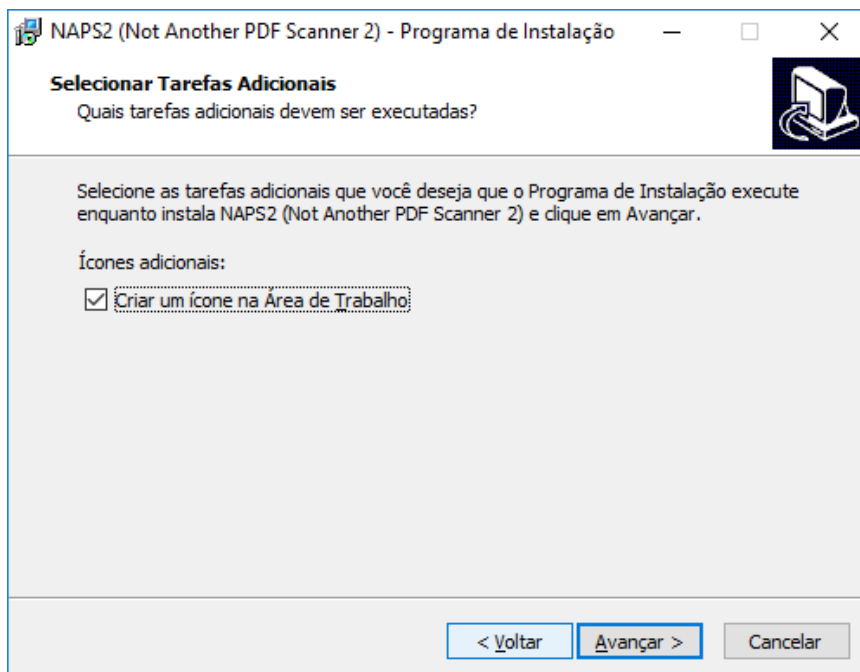 NAPS2 (Not Another PDF Scanner 2) - Programa de Instalação
Selecionar Tarefas Adicionais
Quais tarefas adicionais devem ser executadas?
Selecione as tarefas adicionais que você deseja que o Programa de Instalação execute
enquanto instala NAPS2 (Not Another PDF Scanner 2) e clique em Avançar.
Ícones adicionais:
Criar um ícone na Área de Trabalho
< Voltar
Avançar >
Cancelar